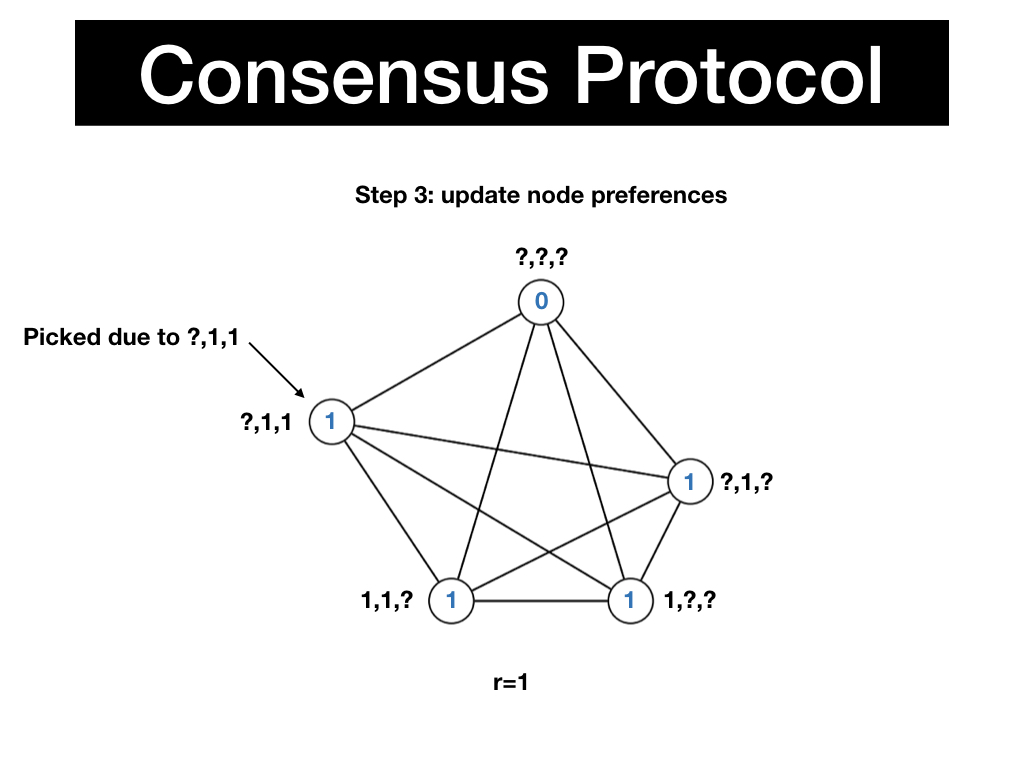 Consensus Protocol
Step 3: update node preferences
?,?,?
0
Picked due to ?,1,1
?,1,1
1
1
?,1,?
1,1,?
1
1
1,?,?
r=1